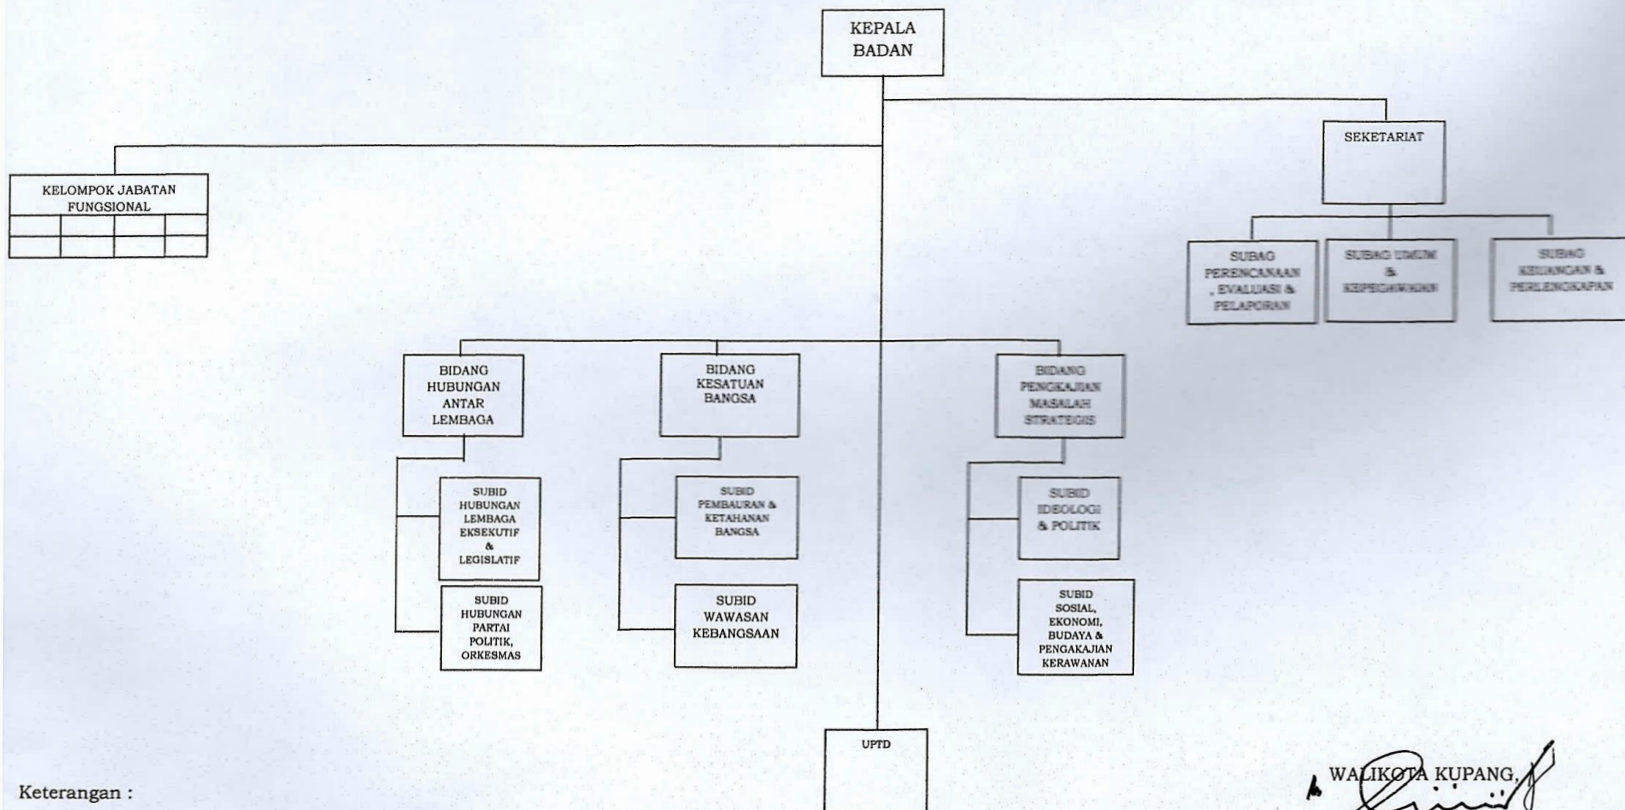 KEPALA
BADAN
SEKETARIAT
KELOMPOK JABATAN
FUNGSIONAL
SUBAG
PERENCANAAN
, EVALUASI &
PELAPORAN
SUBAG UMUM
&
KEPEGAWAIAN
SUBAG
KEUANGAN &
PERLENGKAPAN
BIDANG
HUBUNGAN
ANTAR
LEMBAGA
BIDANG
KESATUAN
BANGSA
BIDANG
PENGKAJIAN
MASALAH
STRATEGIS
SUBID
HUBUNGAN
LEMBAGA
EKSEKUTIF
&
LEGISLATIF
SUBID
PEMBAURAN &
KETAHANAN
BANGSA
SUBID
IDEOLOGI
& POLITIK
SUBID
HUBUNGAN
PARTAI
POLITIK,
ORKESMAS
SUBID
WAWASAN
KEBANGSAAN
SUBID
SOSIAL,
EKONOMI,
BUDAYA &
PENGAKAJIAN
KERAWANAN
UPTD
WALIKOTA KUPANG,
Keterangan :